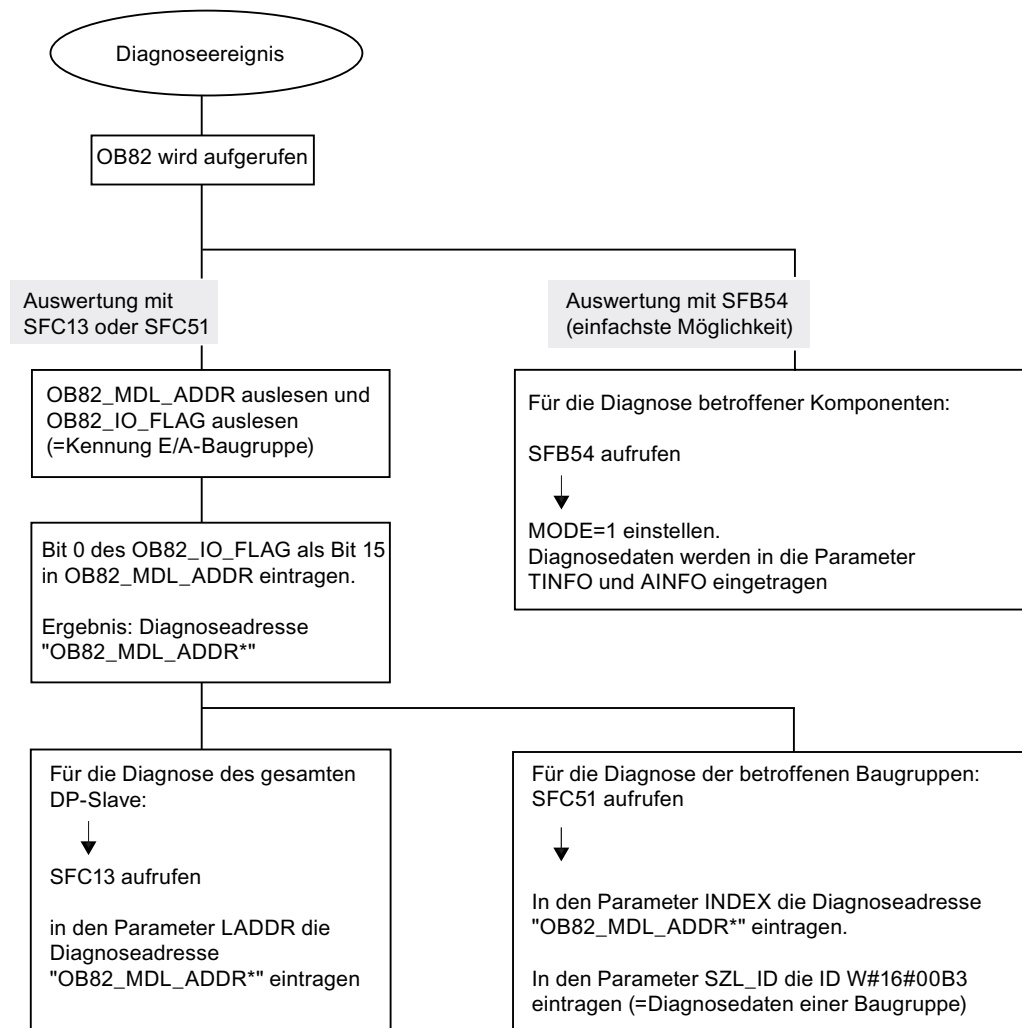 Diagnoseereignis
OB82 wird aufgerufen
Auswertung mit
SFC13 oder SFC51
Auswertung mit SFB54
(einfachste Möglichkeit)
OB82_MDL_ADDR auslesen und
OB82_IO_FLAG auslesen
(=Kennung E/A-Baugruppe)
Für die Diagnose betroffener Komponenten:
SFB54 aufrufen
MODE=1 einstellen.
Diagnosedaten werden in die Parameter
TINFO und AINFO eingetragen
Bit 0 des OB82_IO_FLAG als Bit 15
in OB82_MDL_ADDR eintragen.
Ergebnis: Diagnoseadresse
"OB82_MDL_ADDR*"
Für die Diagnose des gesamten
DP-Slave:
SFC13 aufrufen
in den Parameter LADDR die
Diagnoseadresse
"OB82_MDL_ADDR*" eintragen
Für die Diagnose der betroffenen Baugruppen:
SFC51 aufrufen
In den Parameter INDEX die Diagnoseadresse
"OB82_MDL_ADDR*" eintragen.
In den Parameter SZL_ID die ID W#16#00B3
eintragen (=Diagnosedaten einer Baugruppe)